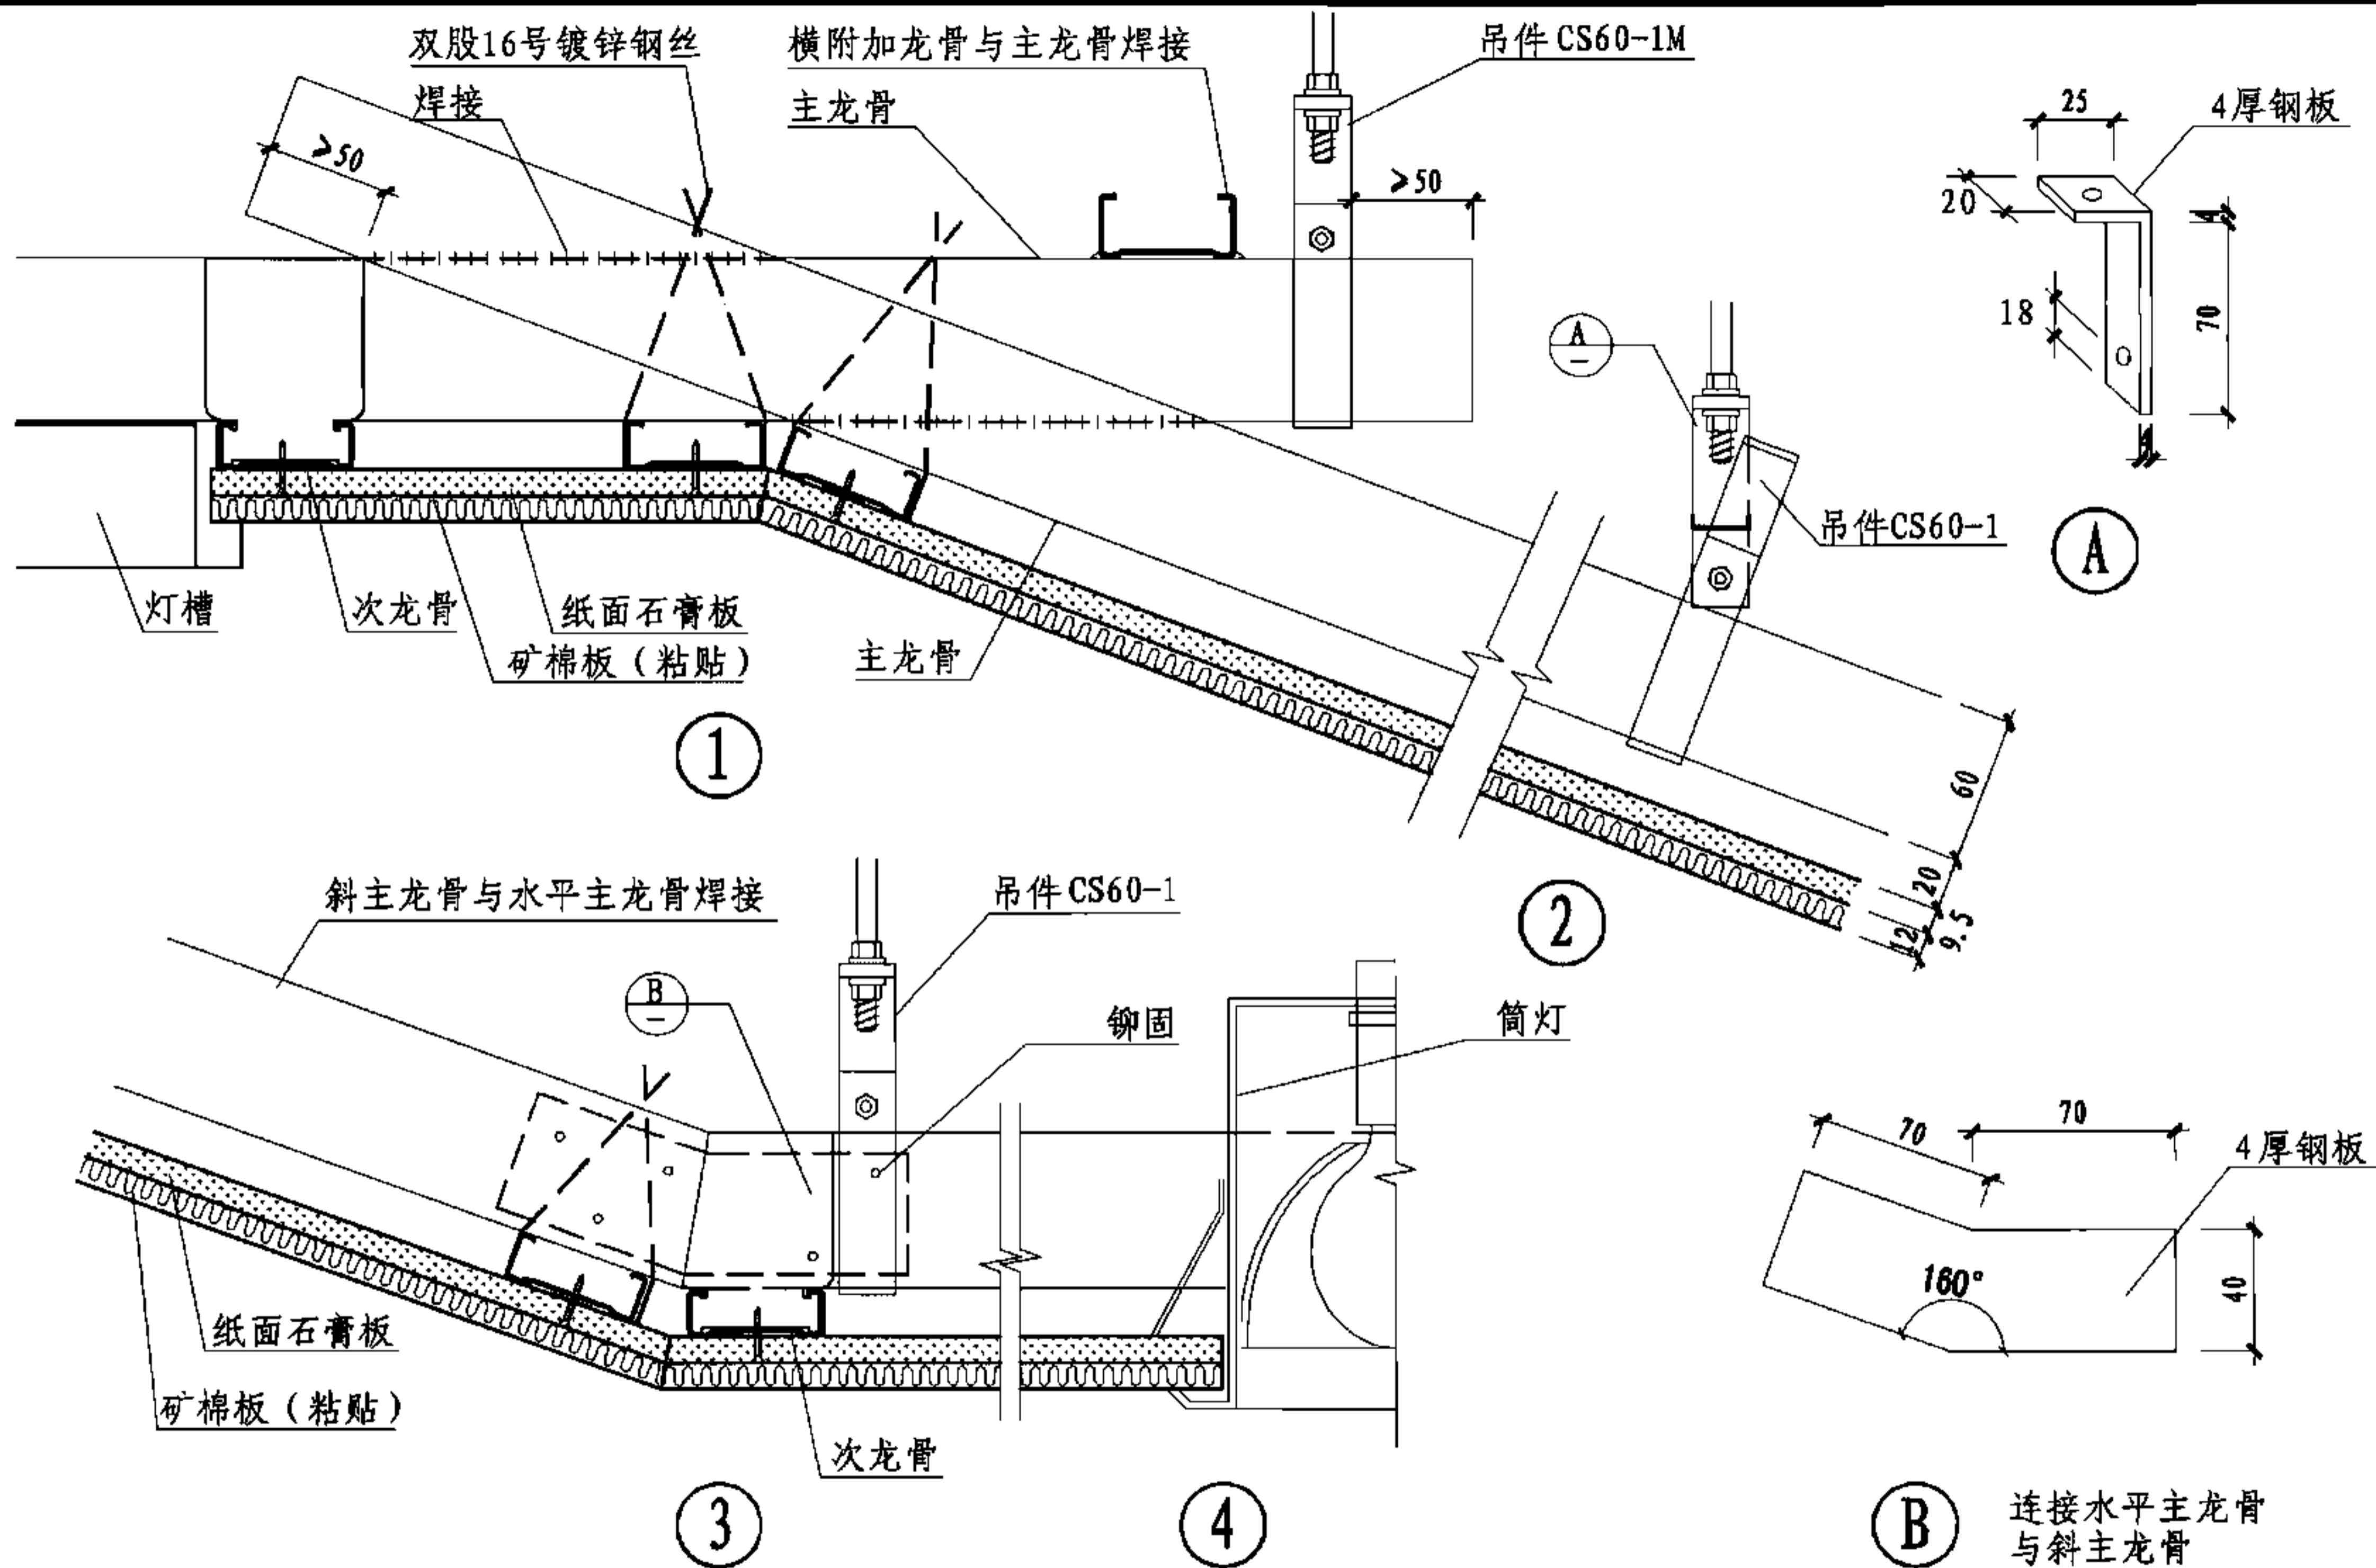 双股16号镀锌钢丝
横附加龙骨与主龙骨焊接
吊件CS60-1M
焊接
主龙骨
≥50
≥50
25
4厚钢板
20
4
18
70
4
A
吊件CS60-1
A
灯槽
次龙骨
纸面石膏板
矿棉板（粘贴）
主龙骨
1
60
20
9.5
12
2
斜主龙骨与水平主龙骨焊接
吊件CS60-1
B
铆固
筒灯
70
70
4厚钢板
160°
40
纸面石膏板
矿棉板（粘贴）
次龙骨
3
4
B
连接水平主龙骨
与斜主龙骨